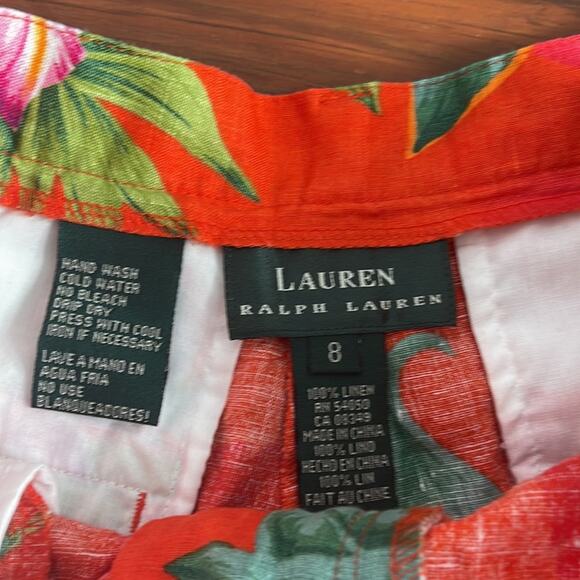 HAND WASH
COLD WATER
NO BLEACH
DRIP DRY
PRESS WITH COOL
IRON IF NECESSARY
LAVE A MANO EN
AGUA FRIA
NO USE
BLANQUEADORES!
LAUREN
RALPH LAUREN
8
100% LINEN
RN 54050
CA 08349
MADE IN CHINA
100% LINO
HECHO EN CHINA
100% LIN
FAIT AU CHINE